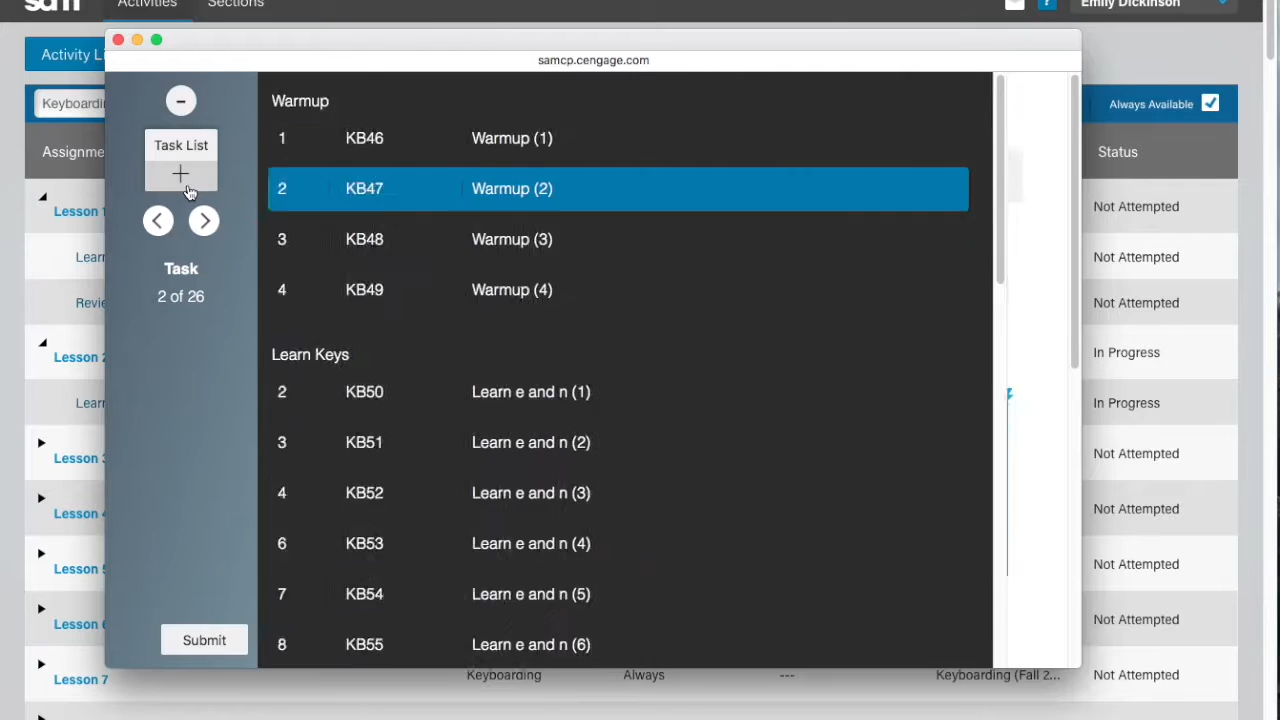 sam Activities Sections ? Emily Dickinson
samcp.cengage.com
Activity Li
Keyboardin Always Available
Assignme Status
Lesson 1 Not Attempted
Learn Not Attempted
Revie Not Attempted
Lesson 2 In Progress
Learn In Progress
Lesson 3 Not Attempted
Lesson 4 Not Attempted
Lesson 5 Not Attempted
Lesson 6 Not Attempted
Lesson 7 Keyboarding Always --- Keyboarding (Fall 2... Not Attempted
Task List
+
Task
2 of 26
Submit
Warmup
1 KB46 Warmup (1)
2 KB47 Warmup (2)
3 KB48 Warmup (3)
4 KB49 Warmup (4)
Learn Keys
2 KB50 Learn e and n (1)
3 KB51 Learn e and n (2)
4 KB52 Learn e and n (3)
6 KB53 Learn e and n (4)
7 KB54 Learn e and n (5)
8 KB55 Learn e and n (6)